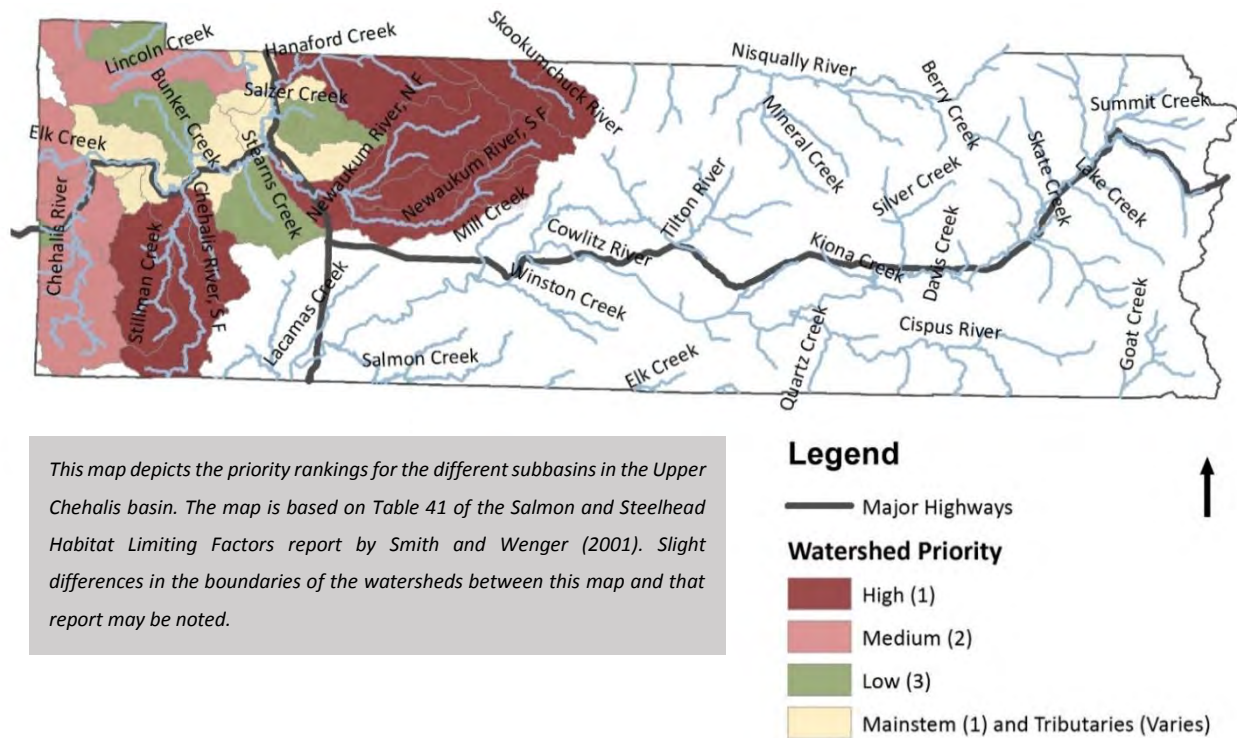 Lincoln Creek
Hanaford Creek
Skookumchuck River
Nisqually River
Berry Creek
Summit Creek
Bunker Creek
Salzer Creek
Newaukum River, N F
Mineral Creek
Elk Creek
Stearns Creek
Newaukum River, S F
Skate Creek
Lake Creek
Silver Creek
Chehalis River
Chehalis River, S F
Stillman Creek
Mill Creek
Tilton River
Cowlitz River
Kiona Creek
Davis Creek
Winston Creek
Lacamas Creek
Salmon Creek
Elk Creek
Quartz Creek
Cispus River
Goat Creek
This map depicts the priority rankings for the different subbasins in the Upper
Chehalis basin. The map is based on Table 41 of the Salmon and Steelhead
Habitat Limiting Factors report by Smith and Wenger (2001). Slight
differences in the boundaries of the watersheds between this map and that
report may be noted.
Legend
Major Highways
Watershed Priority
High (1)
Medium (2)
Low (3)
Mainstem (1) and Tributaries (Varies)